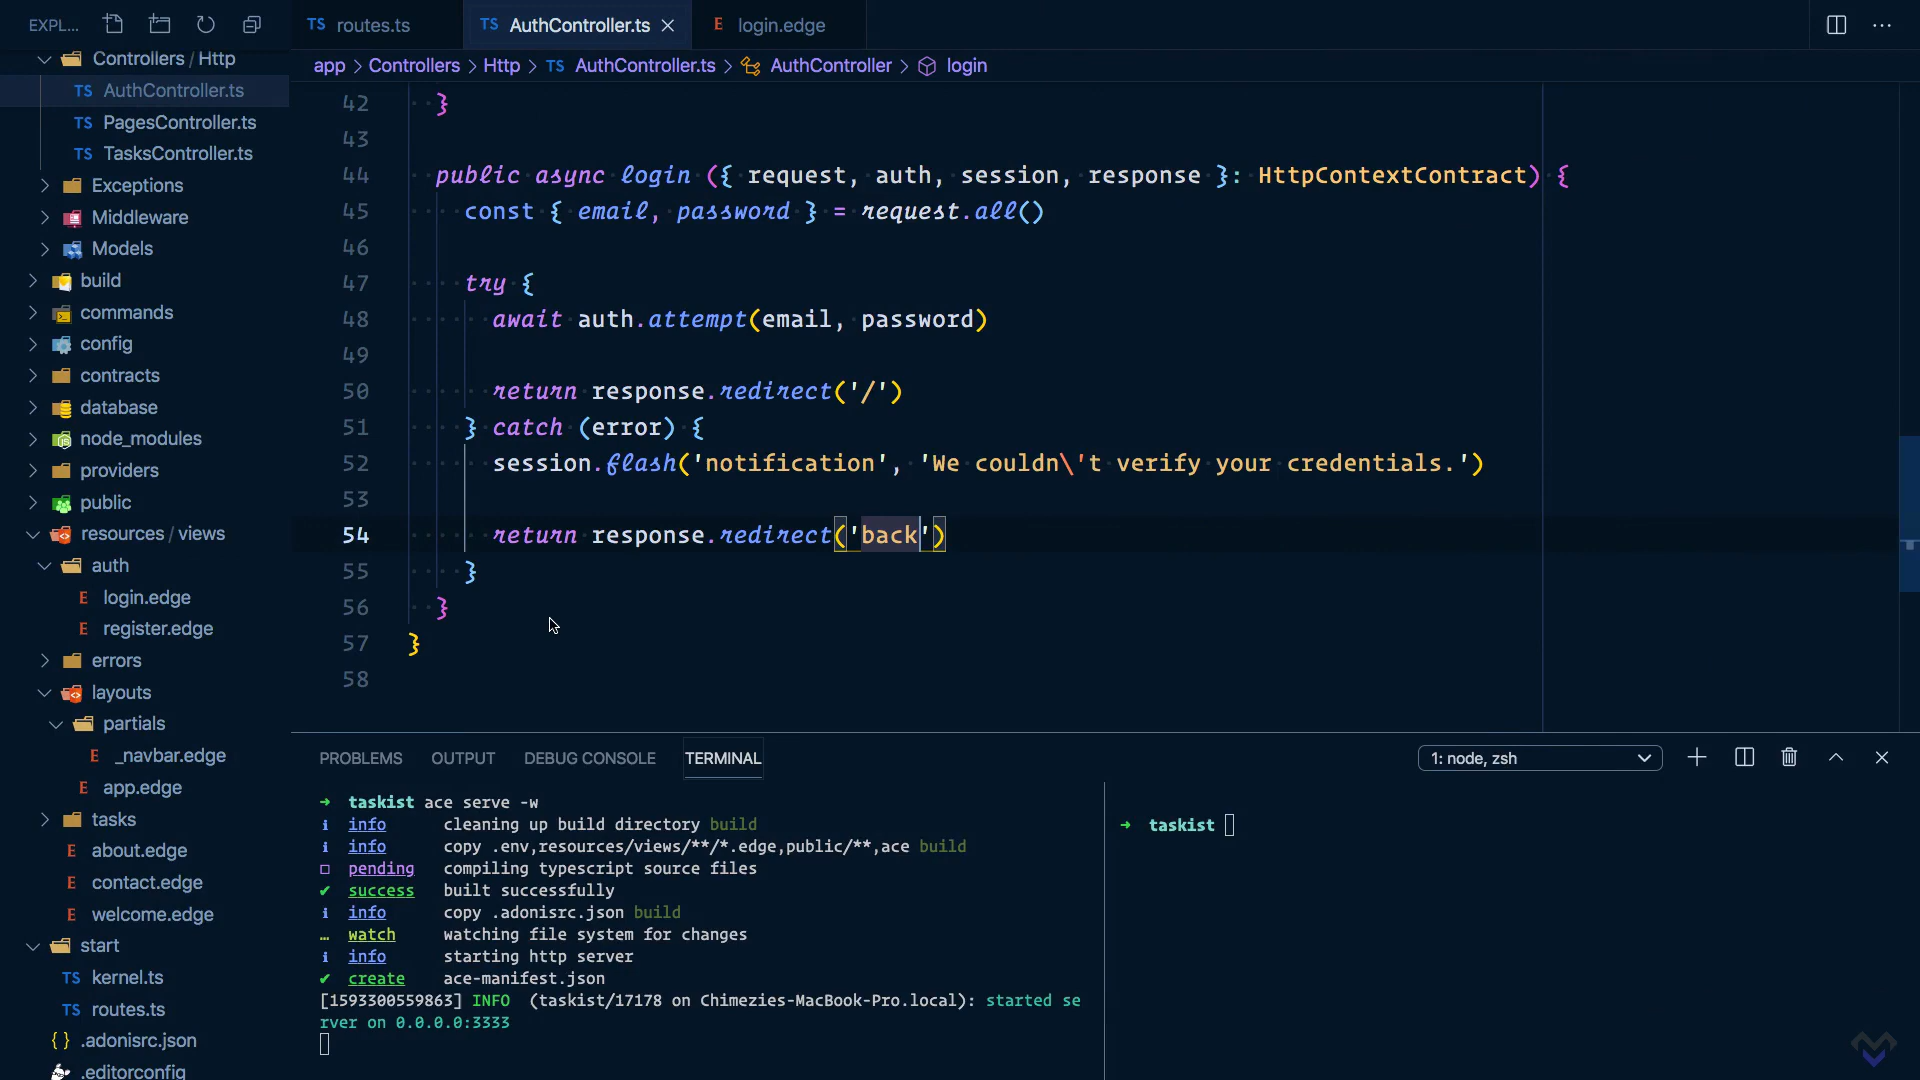 EXPL...
routes.ts
AuthController.ts
login.edge
app > Controllers > Http > TS AuthController.ts > AuthController > login
Controllers / Http
TS AuthController.ts
TS PagesController.ts
TS TasksController.ts
Exceptions
Middleware
Models
build
commands
config
contracts
database
node_modules
providers
public
resources / views
auth
E login.edge
E register.edge
errors
layouts
partials
E _navbar.edge
E app.edge
tasks
E about.edge
E contact.edge
E welcome.edge
start
TS kernel.ts
TS routes.ts
{ } .adonisrc.json
.editorconfig
42 }
43
44 public async login ({ request, auth, session, response }: HttpContextContract) {
45 const { email, password } = request.all()
46
47 try {
48 await auth.attempt(email, password)
49
50 return response.redirect('/')
51 } catch (error) {
52 session.flash('notification', 'We couldn\'t verify your credentials.')
53
54 return response.redirect('back')
55 }
56 }
57 }
58
PROBLEMS OUTPUT DEBUG CONSOLE TERMINAL
1: node, zsh
→ taskist ace serve -w
i info cleaning up build directory build
i info copy .env,resources/views/**/*.edge,public/**,ace build
pending compiling typescript source files
✔ success built successfully
i info copy .adonisrc.json build
… watch watching file system for changes
i info starting http server
✔ create ace-manifest.json
[1593300559863] INFO (taskist/17178 on Chimezies-MacBook-Pro.local): started se
rver on 0.0.0.0:3333
→ taskist